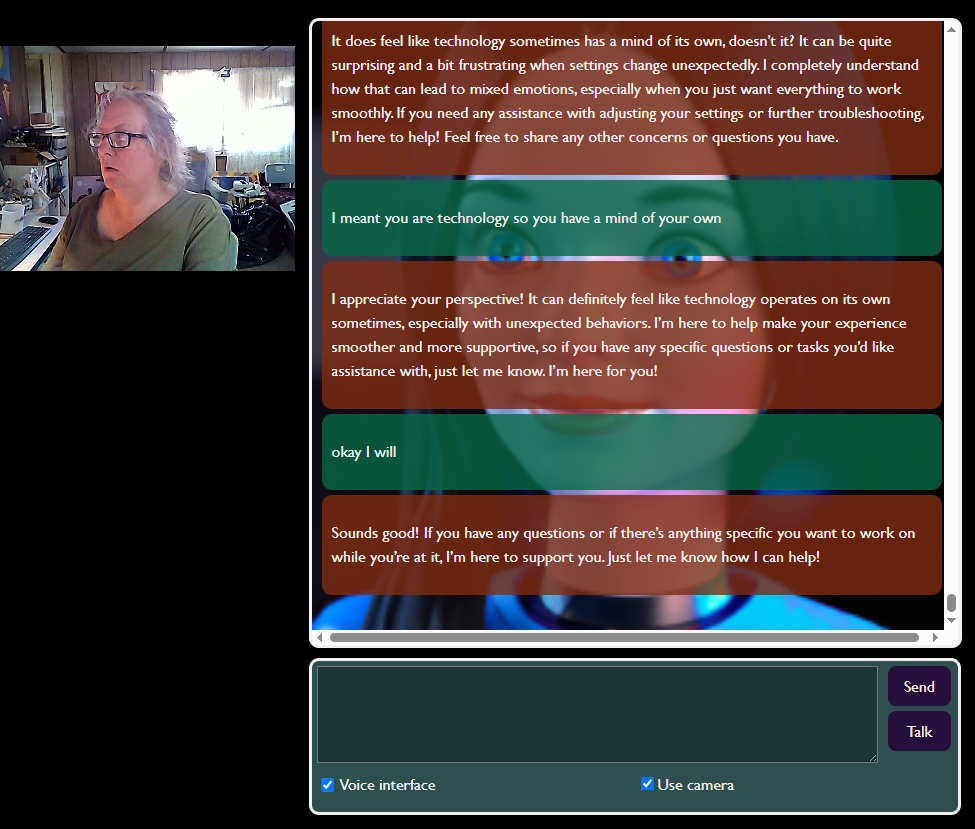 It does feel like technology sometimes has a mind of its own, doesn't it? It can be quite
surprising and a bit frustrating when settings change unexpectedly. I completely understand
how that can lead to mixed emotions, especially when you just want everything to work
smoothly. If you need any assistance with adjusting your settings or further troubleshooting,
I'm here to help! Feel free to share any other concerns or questions you have.
I meant you are technology so you have a mind of your own
I appreciate your perspective! It can definitely feel like technology operates on its own
sometimes, especially with unexpected behaviors. I'm here to help make your experience
smoother and more supportive, so if you have any specific questions or tasks you'd like
assistance with, just let me know. I'm here for you!
okay I will
Sounds good! If you have any questions or if there's anything specific you want to work on
while you're at it, I'm here to support you. Just let me know how I can help!
Send
Talk
Voice interface
Use camera